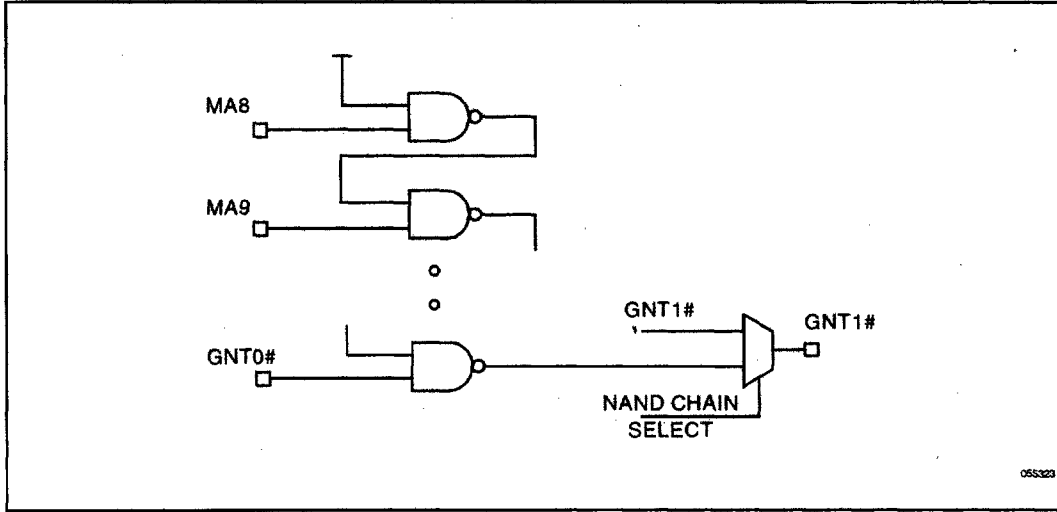 MA8
MA9
GNT0#
GNT1#
GNT1#
NAND CHAIN
SELECT
055323